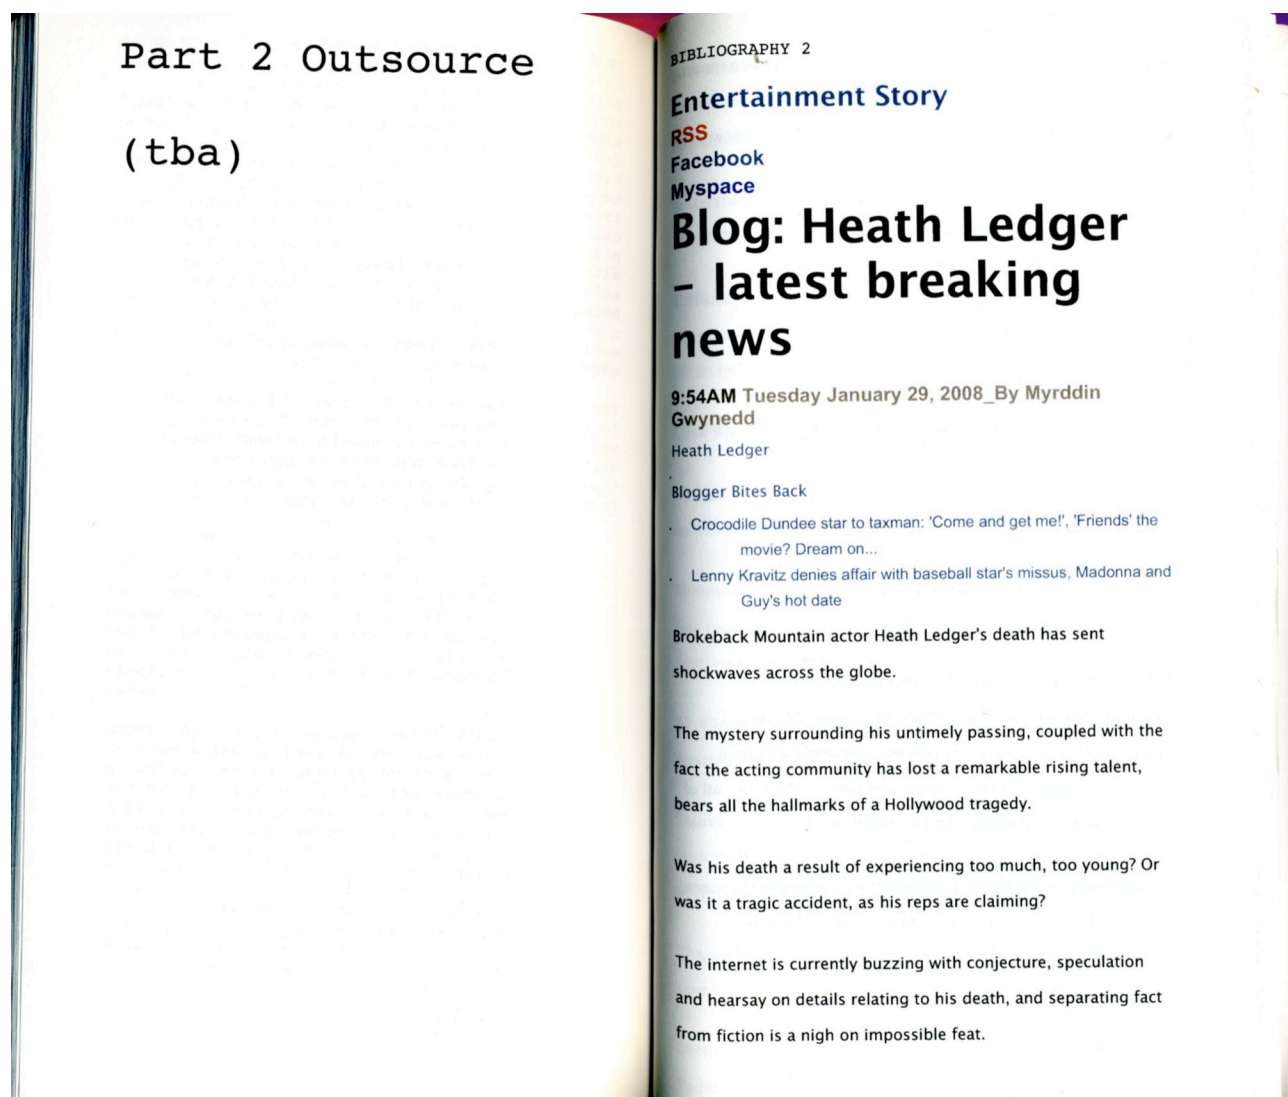 Part 2 Outsource
(tba)
BIBLIOGRAPHY 2
Entertainment Story
RSS
Facebook
Myspace
Blog: Heath Ledger
– latest breaking
news
9:54AM Tuesday January 29, 2008_By Myrddin
Gwynedd
Heath Ledger
.
Blogger Bites Back
. Crocodile Dundee star to taxman: 'Come and get me!', 'Friends' the
movie? Dream on...
. Lenny Kravitz denies affair with baseball star's missus, Madonna and
Guy's hot date
Brokeback Mountain actor Heath Ledger's death has sent
shockwaves across the globe.
The mystery surrounding his untimely passing, coupled with the
fact the acting community has lost a remarkable rising talent,
bears all the hallmarks of a Hollywood tragedy.
Was his death a result of experiencing too much, too young? Or
was it a tragic accident, as his reps are claiming?
The internet is currently buzzing with conjecture, speculation
and hearsay on details relating to his death, and separating fact
from fiction is a nigh on impossible feat.